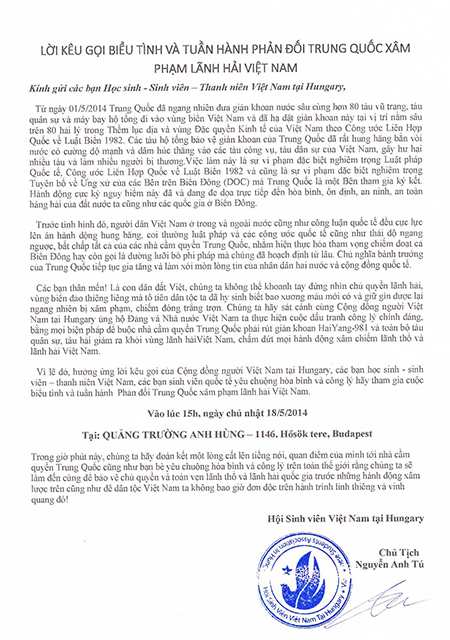 LỜI KÊU GỌI BIỂU TÌNH VÀ TUẦN HÀNH PHẢN ĐỐI TRUNG QUỐC XÂM
PHẠM LÃNH HẢI VIỆT NAM
Kính gửi các bạn Học sinh - Sinh viên – Thanh niên Việt Nam tại Hungary,
Từ ngày 01/5/2014 Trung Quốc đã ngang nhiên đưa giàn khoan nước sâu cùng hơn 80 tàu vũ trang, tàu
quân sự và máy bay hộ tống đi vào vùng biển Việt Nam và đã hạ đặt giàn khoan này tại vị trí nằm sâu
trên 80 hải lý trong Thềm lục địa và vùng Đặc quyền Kinh tế của Việt Nam theo Công ước Liên Hợp
Quốc về Luật Biển 1982. Các tàu hộ tống bảo vệ giàn khoan của Trung Quốc đã rất hung hăng bắn vòi
nước có cường độ mạnh và đâm húc thẳng vào các tàu công vụ, tàu dân sự của Việt Nam, gây hư hại
nhiều tàu và làm nhiều người bị thương.Việc làm này là sự vi phạm đặc biệt nghiêm trọng Luật pháp
Quốc tế, Công ước Liên Hợp Quốc về Luật Biển 1982 và cũng là sự vi phạm đặc biệt nghiêm trọng
Tuyên bố về Ứng xử của các Bên trên Biển Đông (DOC) mà Trung Quốc là một Bên tham gia ký kết.
Hành động cực kỳ nguy hiểm này đã và đang đe dọa trực tiếp đến hòa bình, ổn định, an ninh, an toàn
hàng hải của đất nước ta cũng như các quốc gia ở Biển Đông.
Trước tình hình đó, người dân Việt Nam ở trong và ngoài nước cũng như công luận quốc tế đều cực lực
lên án hành động hung hăng, coi thường luật pháp và các công ước quốc tế cũng như thái độ ngang
ngược, bất chấp tất cả của các nhà cầm quyền Trung Quốc, nhằm hiện thực hóa tham vọng chiếm đoạt cả
Biển Đông hay còn gọi là đường lưỡi bò phi pháp mà chúng đã hoạch định từ lâu. Chủ nghĩa bành trướng
của Trung Quốc tiếp tục gia tăng và làm xói mòn lòng tin của nhân dân hai nước và cộng đồng quốc tế.
Các bạn thân mến! Là con dân đất Việt, chúng ta không thể khoanh tay đứng nhìn chủ quyền lãnh hải,
vùng biển đảo thiêng liêng mà tổ tiên dân tộc ta đã hy sinh biết bao xương máu mới có và giữ gìn được lại
ngang nhiên bị xâm phạm, chiếm đóng trắng trợn. Chúng ta hãy sát cánh cùng Cộng đồng người Việt
Nam tại Hungary ủng hộ Đảng và Nhà nước Việt Nam ta thực hiện cuộc đấu tranh công lý chính đáng,
bằng mọi biện pháp để buộc nhà cầm quyền Trung Quốc phải rút giàn khoan HaiYang-981 và toàn bộ tàu
quân sự, tàu hải giám ra khỏi vùng lãnh hảiViệt Nam, chấm dứt mọi hành động xâm chiếm lãnh thổ và
lãnh hải Việt Nam.
Vì lẽ đó, hưởng ứng lời kêu gọi của Cộng đồng người Việt Nam tại Hungary, các bạn học sinh - sinh
viên – thanh niên Việt Nam, các bạn sinh viên quốc tế yêu chuộng hòa bình và công lý hãy tham gia cuộc
biểu tình và tuần hành Phản đối Trung Quốc xâm phạm lãnh hải Việt Nam.
Vào lúc 15h, ngày chủ nhật 18/5/2014
Tại: QUẢNG TRƯỜNG ANH HÙNG – 1146. Hősök tere, Budapest
Trong giờ phút này, chúng ta hãy đoàn kết một lòng cất lên tiếng nói, quan điểm của mình tới nhà cầm
quyền Trung Quốc cũng như bạn bè yêu chuộng hòa bình và công lý trên toàn thế giới rằng chúng ta sẽ
làm đến cùng để bảo vệ chủ quyền và toàn vẹn lãnh thổ và lãnh hải quốc gia trước những hành động xâm
lược trắng trợn cũng như để dân tộc Việt Nam ta không bao giờ đơn độc trên hành trình linh thiêng và vinh
quang đó!
Hội Sinh viên Việt Nam tại Hungary
Chủ Tịch
Nguyễn Anh Tú
Hội Sinh Viên Việt Nam Tại Hungary
Students Association In